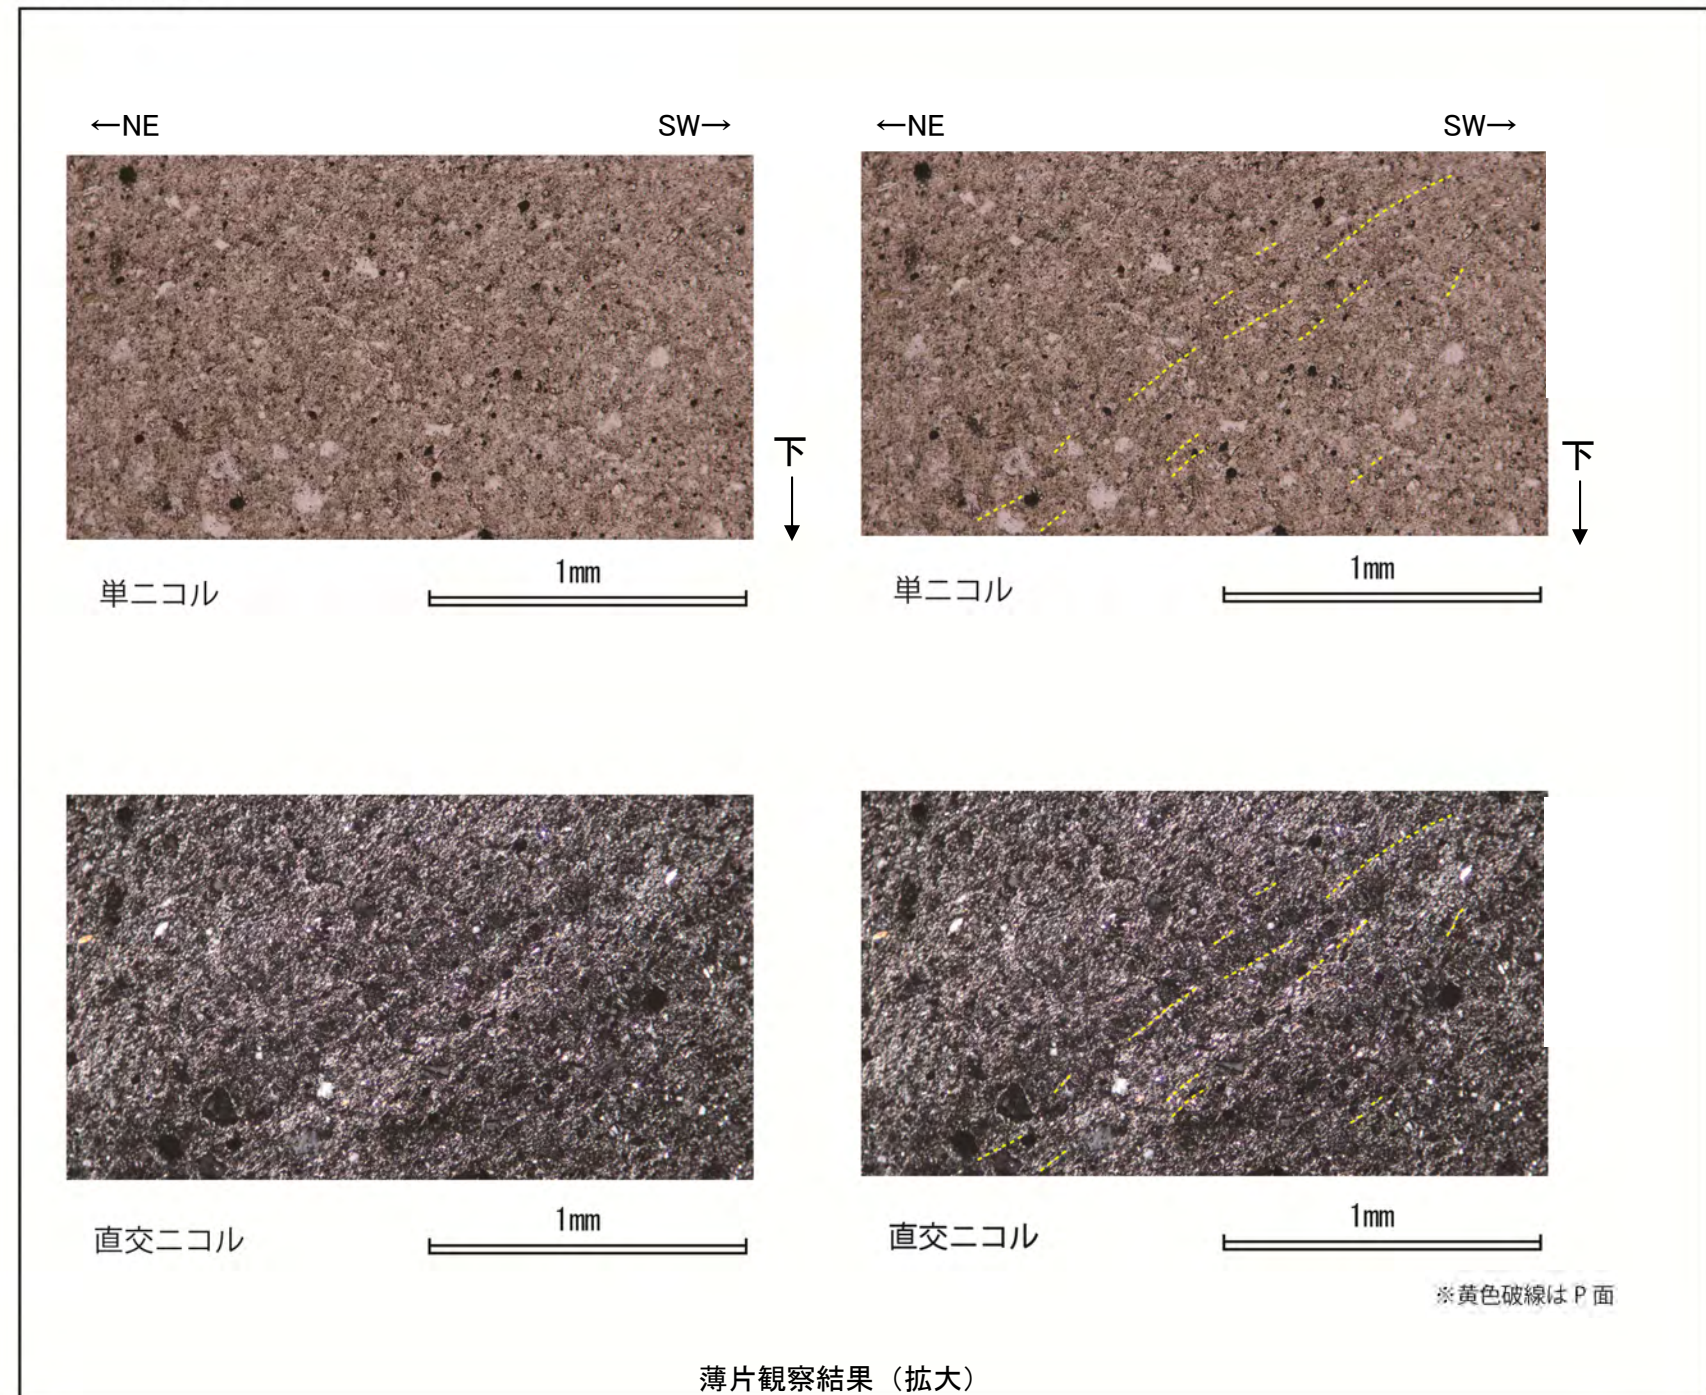 ←NE SW→ ←NE SW→
下 下
1mm 1mm
単ニコル 単ニコル
1mm 1mm
直交ニコル 直交ニコル
※黄色破線は P 面
薄片観察結果（拡大）